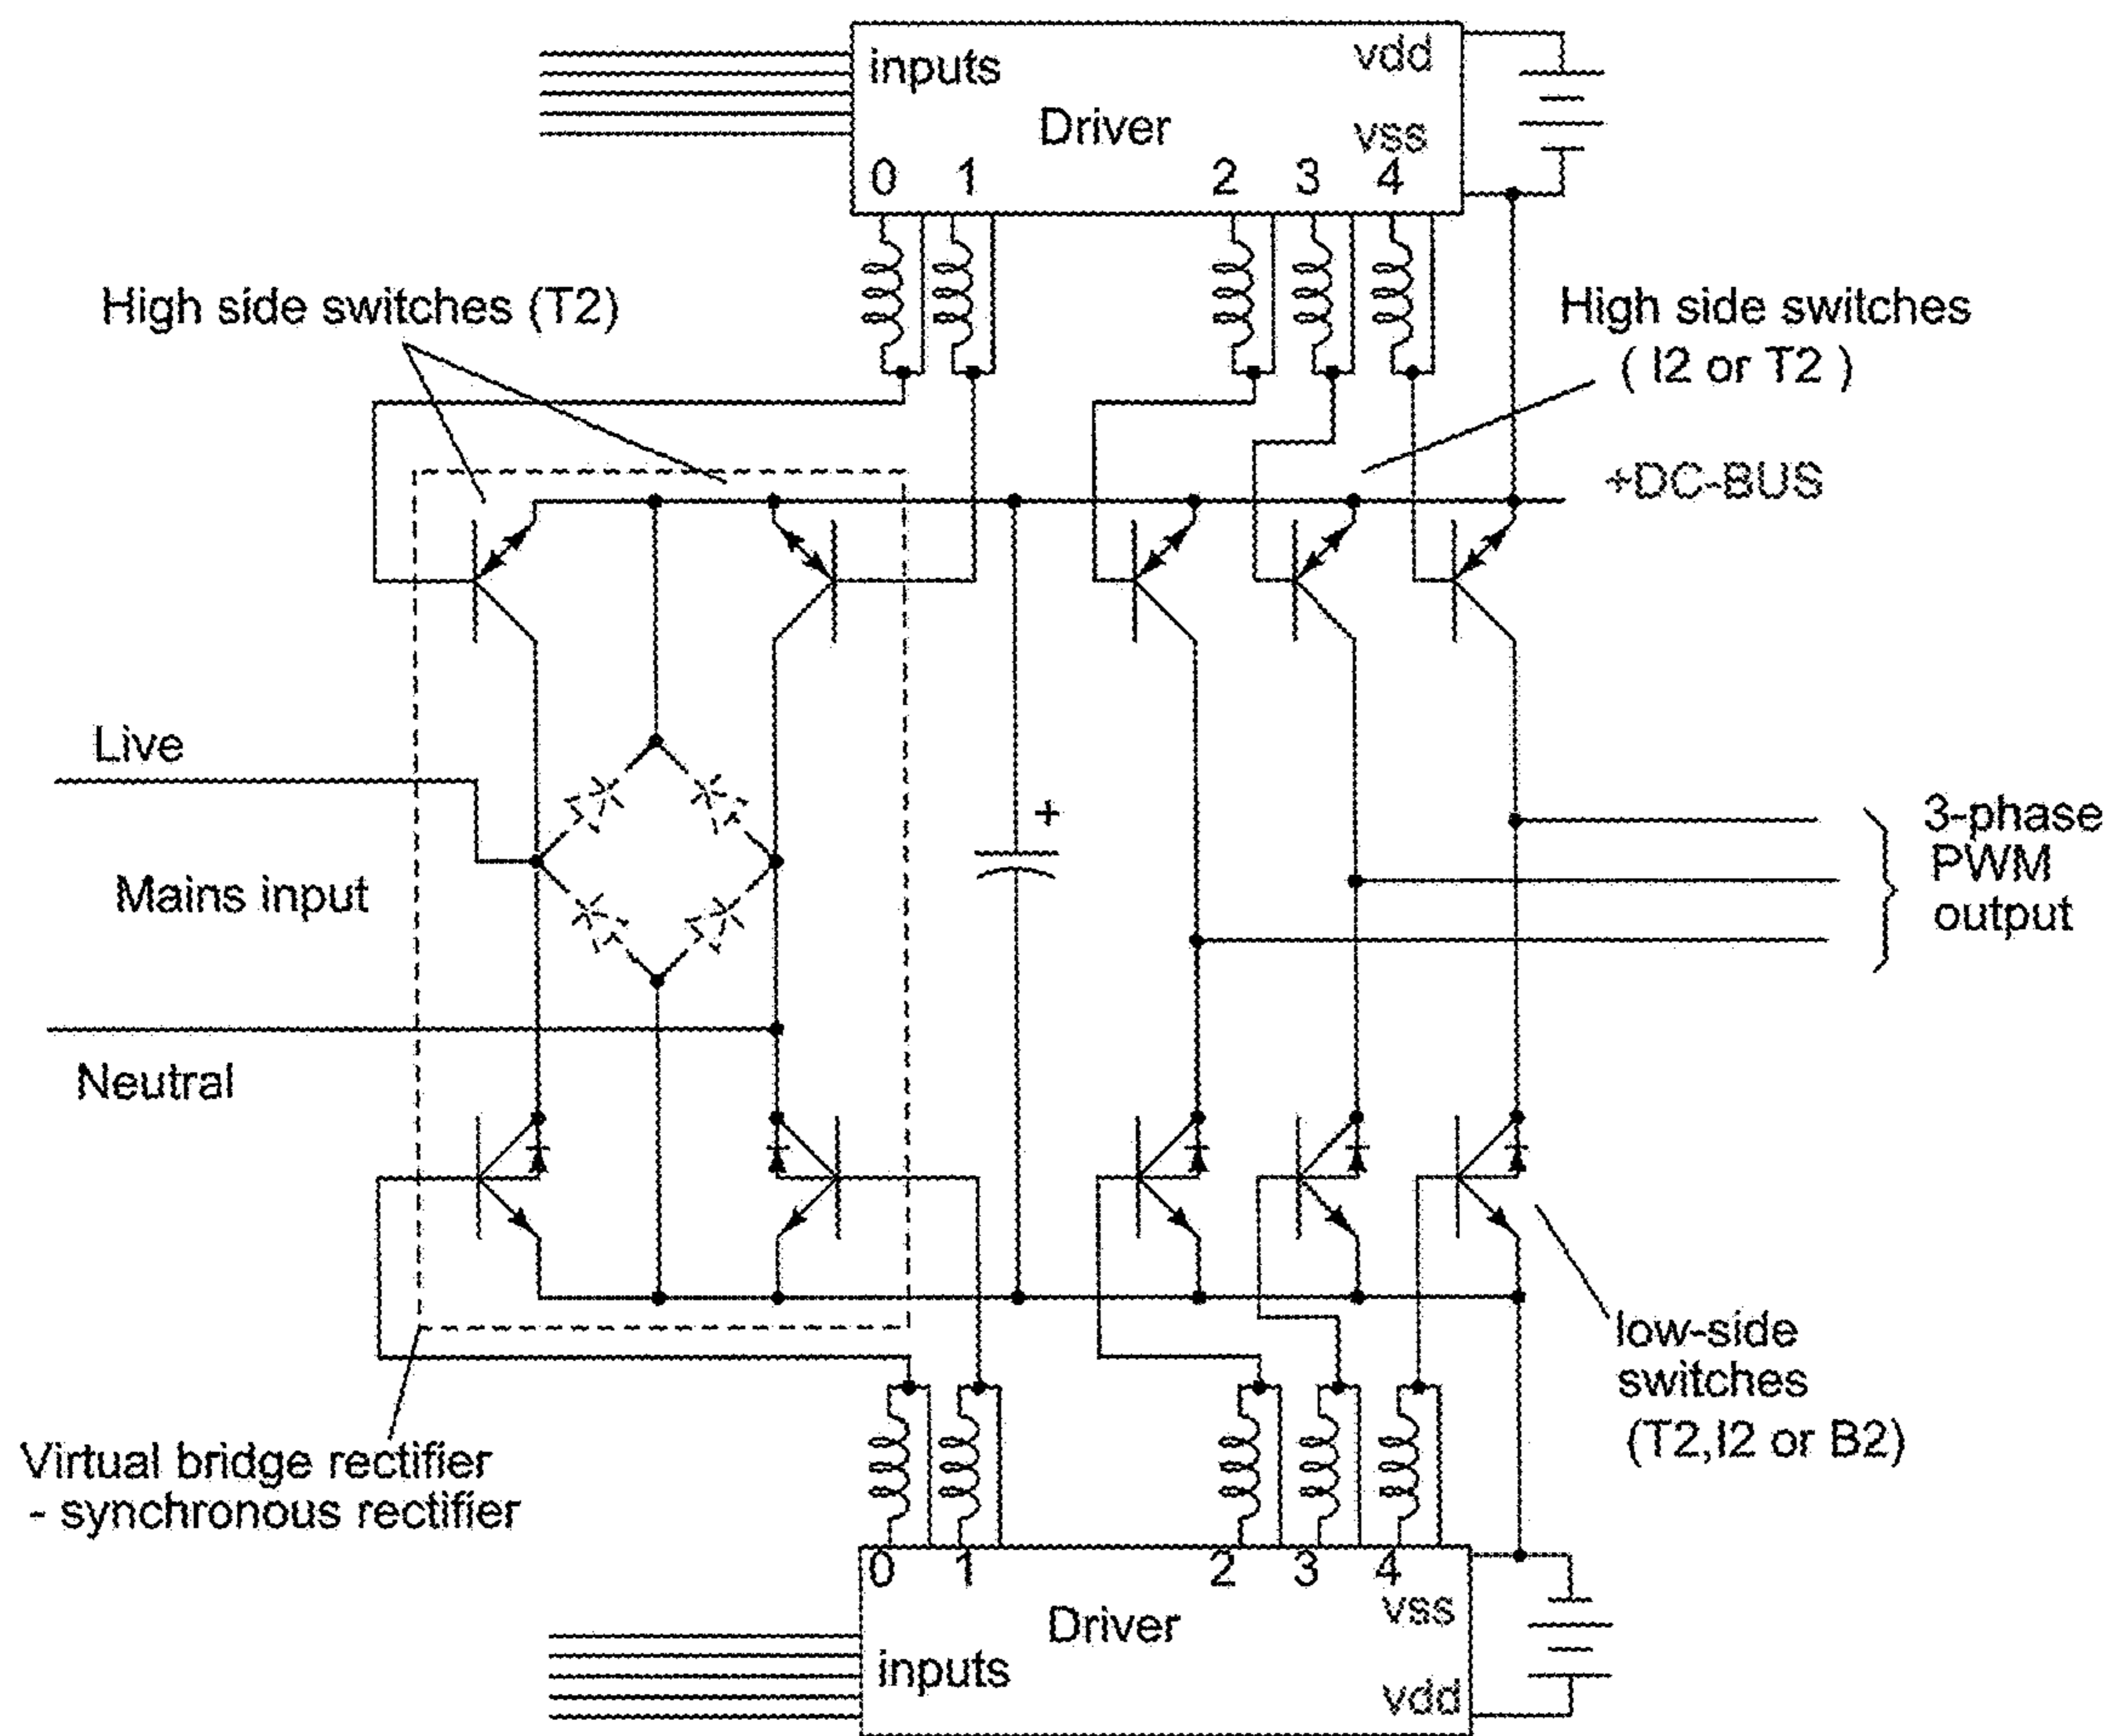 inputs
vdd
Driver
vss
0 1 2 3 4
High side switches (T2)
High side switches
( I2 or T2 )
+DC-BUS
Live
Mains input
Neutral
+
3-phase
PWM
output
low-side
switches
(T2,I2 or B2)
Virtual bridge rectifier
- synchronous rectifier
0 1 2 3 4
vss
Driver
inputs
vdd